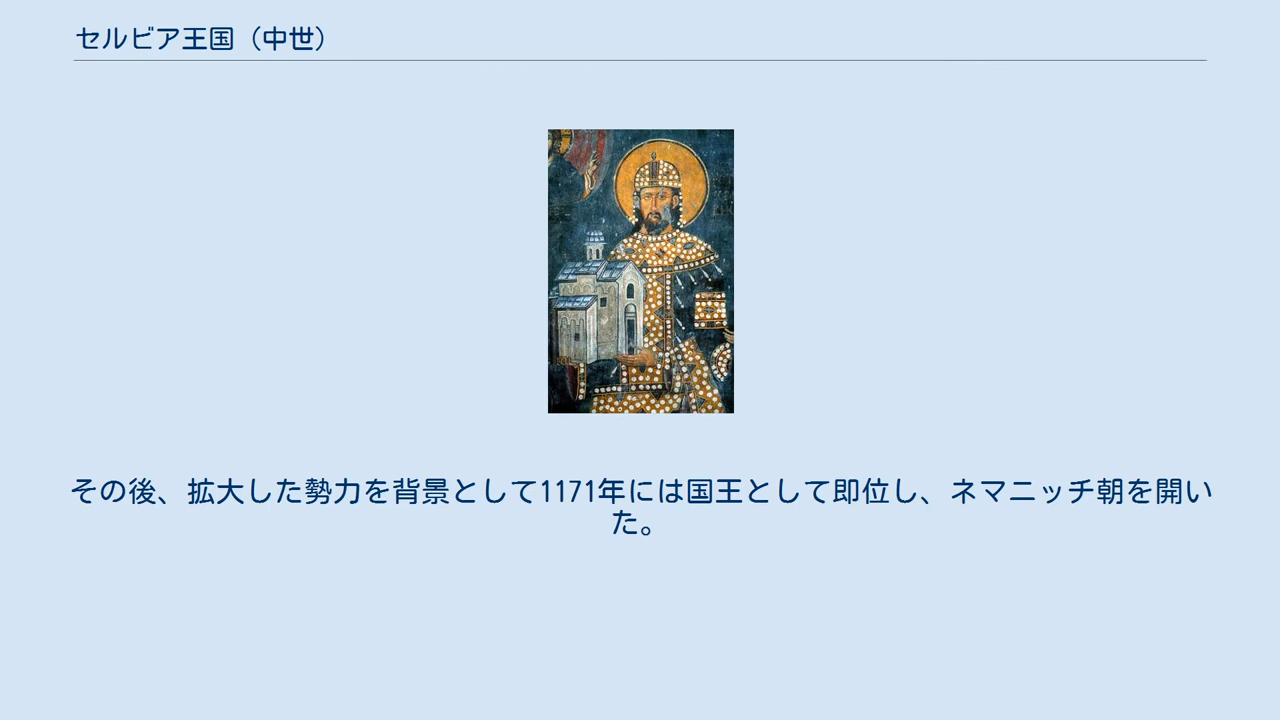 セルビア王国（中世）
その後、拡大した勢力を背景として1171年には国王として即位し、ネマニッチ朝を開い
た。